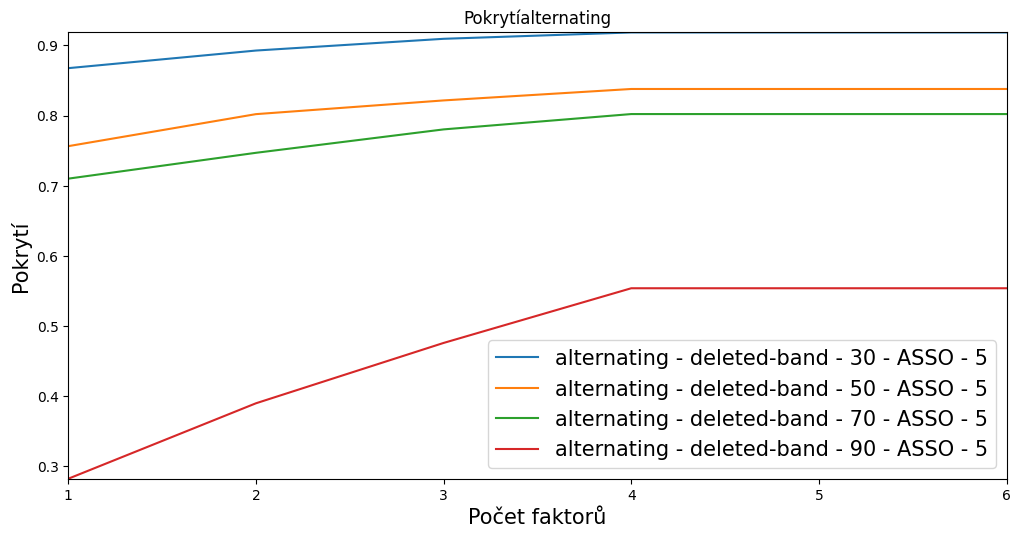 Pokrytíalternating
0.9
0.8
0.7
0.6
0.5
0.4
0.3
Pokrytí
alternating - deleted-band - 30 - ASSO - 5
alternating - deleted-band - 50 - ASSO - 5
alternating - deleted-band - 70 - ASSO - 5
alternating - deleted-band - 90 - ASSO - 5
1 2 3 4 5 6
Počet faktorů